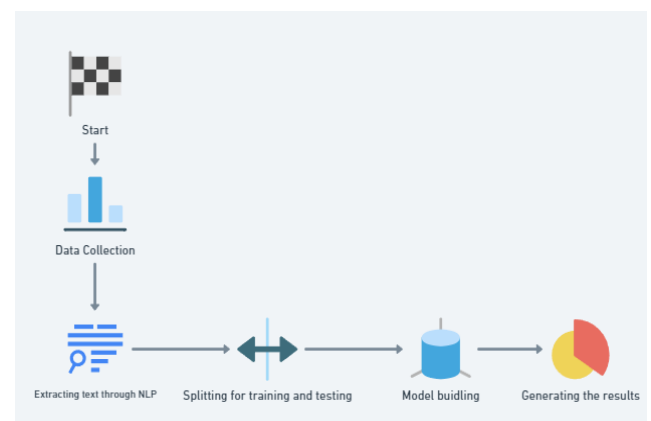 Start
Data Collection
Extracting text through NLP
Splitting for training and testing
Model buidling
Generating the results